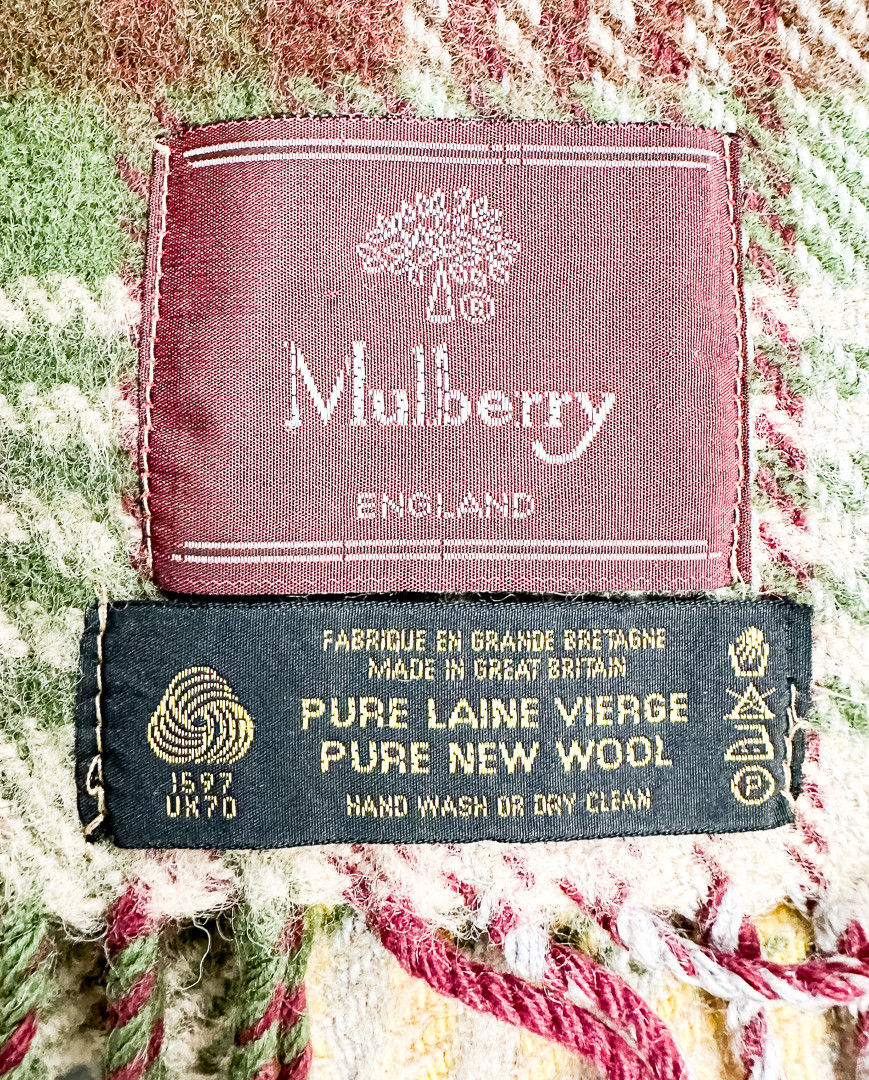 ®
Mulberry
ENGLAND
FABRIQUE EN GRANDE BRETAGNE
MADE IN GREAT BRITAIN
PURE LAINE VIERGE
PURE NEW WOOL
HAND WASH OR DRY CLEAN
1597
UK70
P